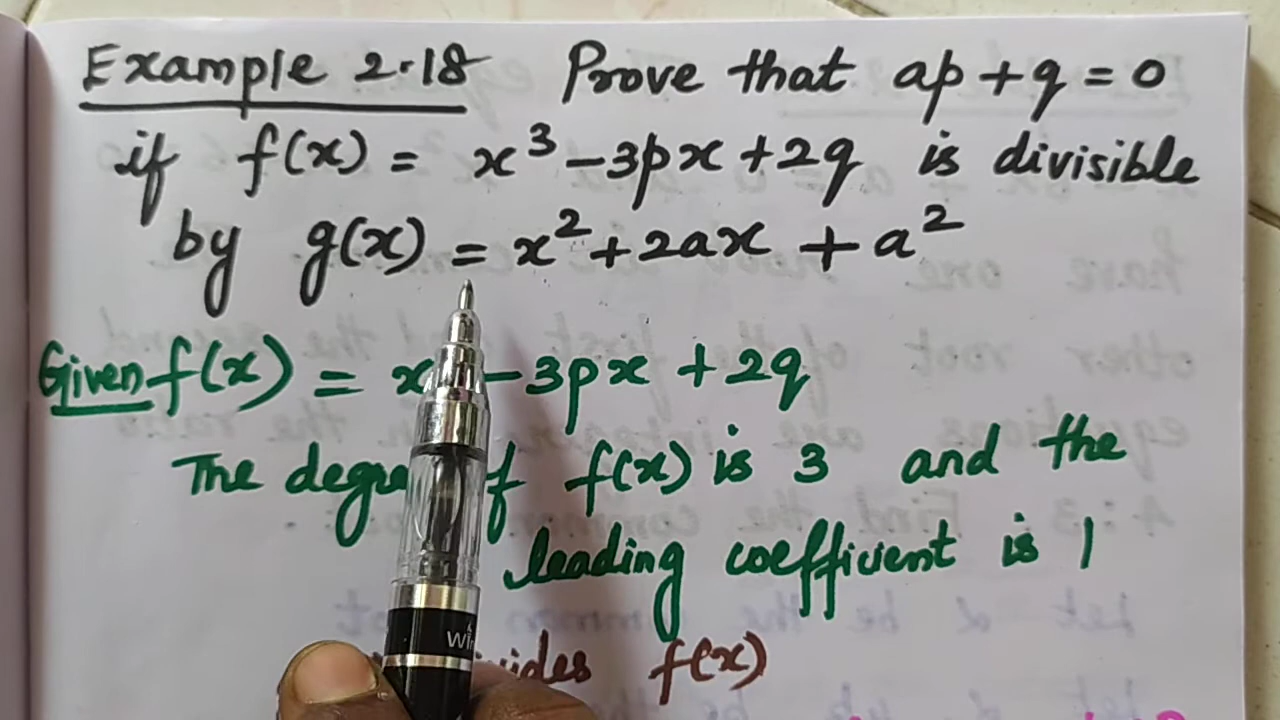 Example 2.18 Prove that ap + q = 0
if f(x) = x³ - 3px + 2q is divisible
by g(x) = x² + 2ax + a²
Given f(x) = x - 3px + 2q
The degre f f(x) is 3 and the
leading coefficient is 1
ides f(x)